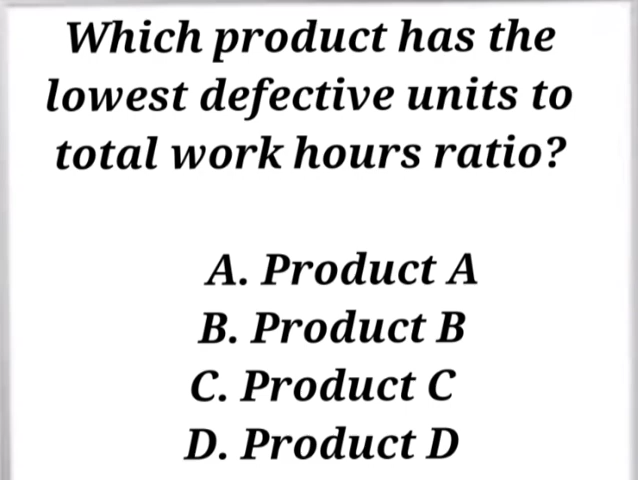 Which product has the
lowest defective units to
total work hours ratio?
A. Product A
B. Product B
C. Product C
D. Product D